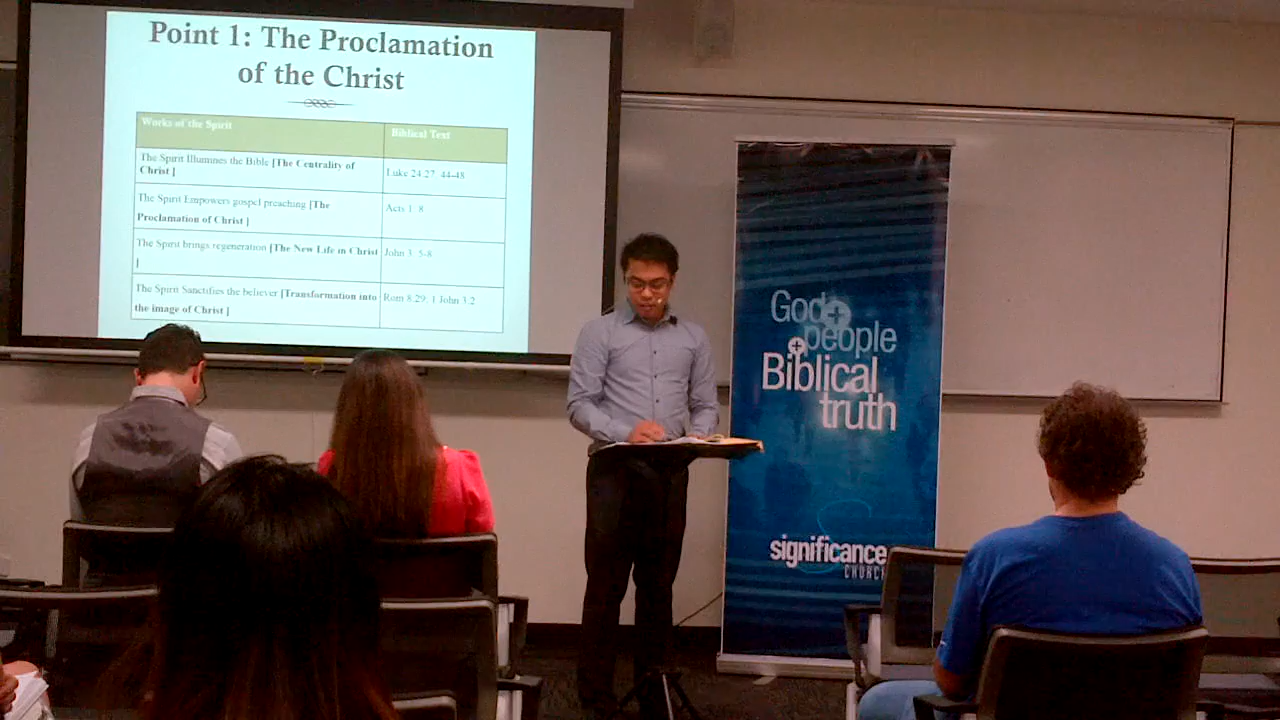 Point 1: The Proclamation
of the Christ
Works of the Spirit
Biblical Text
The Spirit Illumines the Bible [The Centrality of
Christ ]
Luke 24:27, 44-48
The Spirit Empowers gospel preaching [The
Proclamation of Christ ]
Acts 1: 8
The Spirit brings regeneration [The New Life in Christ
]
John 3: 5-8
The Spirit Sanctifies the believer [Transformation into
the image of Christ ]
Rom 8:29; 1 John 3:2
God+
people
+
Biblical
truth
significance
CHURCH